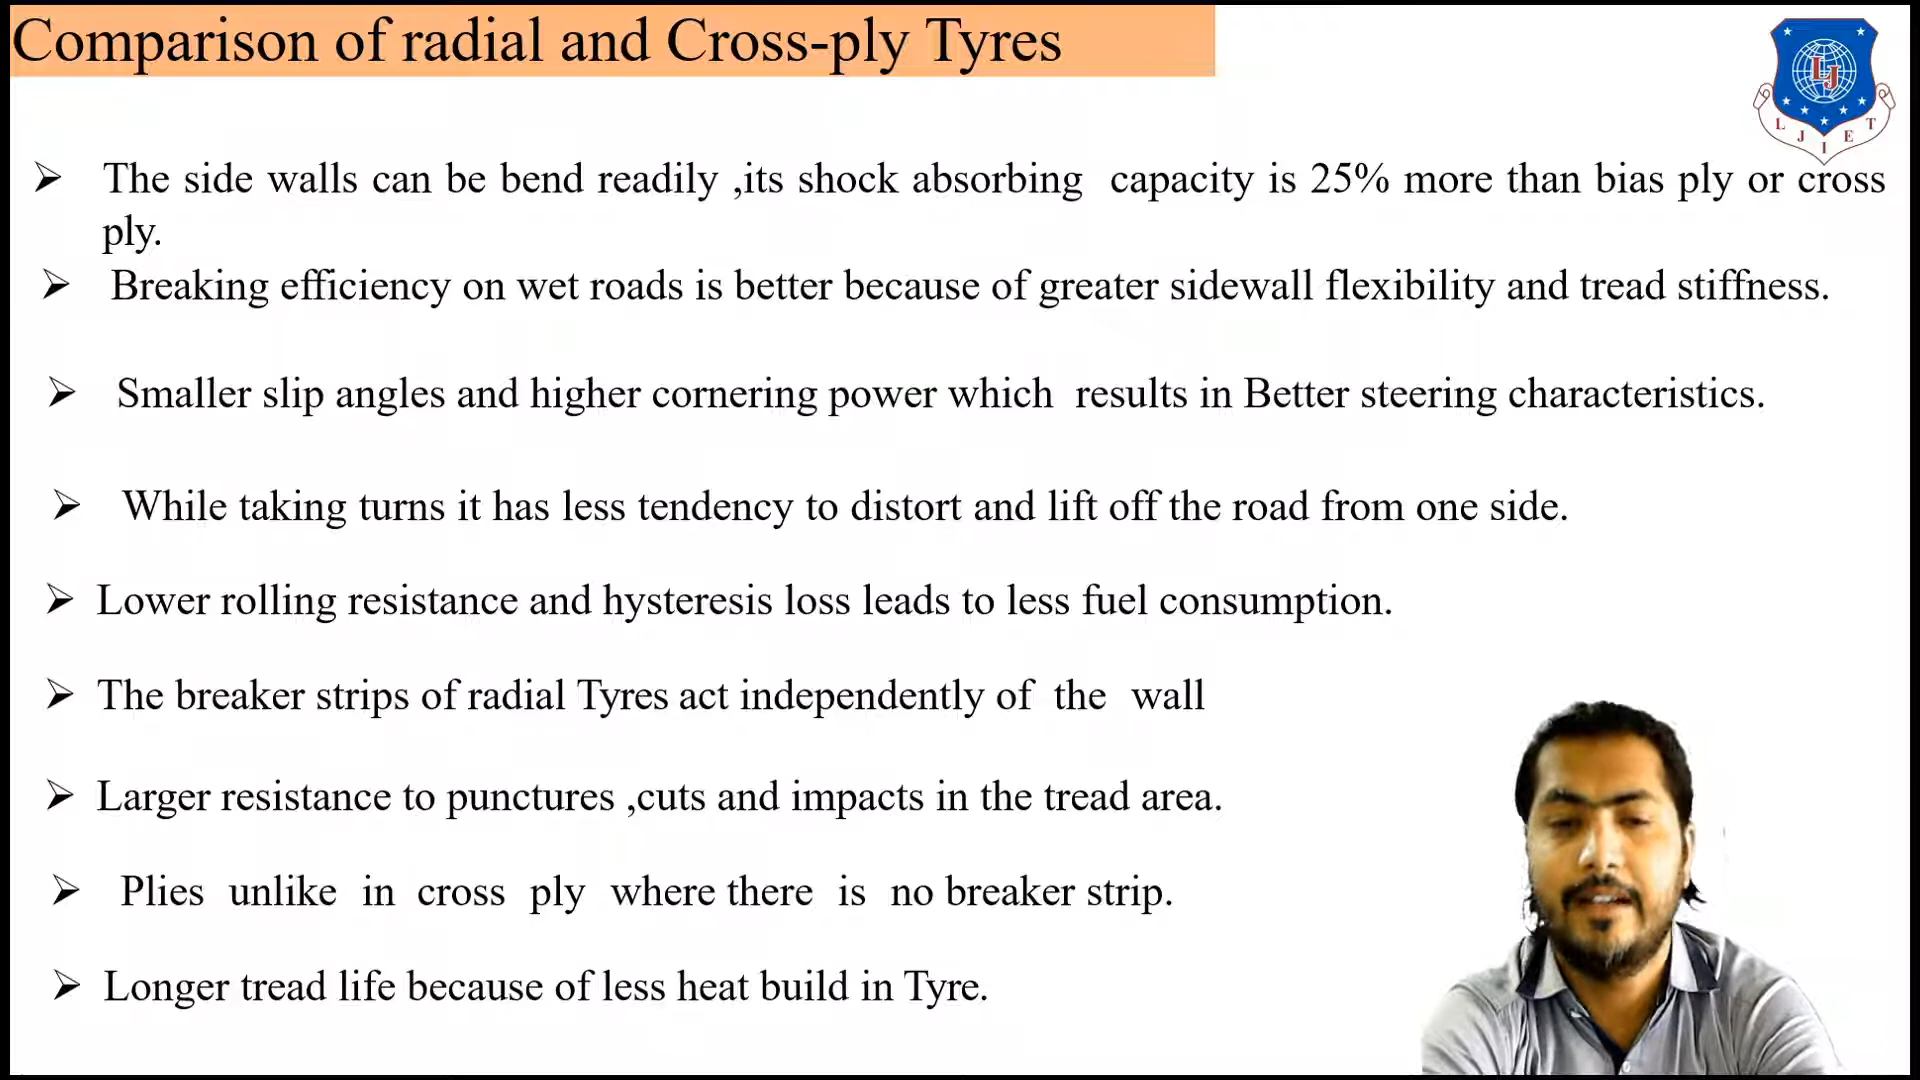 Comparison of radial and Cross-ply Tyres
LJ
L J I E T
➢ The side walls can be bend readily ,its shock absorbing capacity is 25% more than bias ply or cross
ply.
➢ Breaking efficiency on wet roads is better because of greater sidewall flexibility and tread stiffness.
➢ Smaller slip angles and higher cornering power which results in Better steering characteristics.
➢ While taking turns it has less tendency to distort and lift off the road from one side.
➢ Lower rolling resistance and hysteresis loss leads to less fuel consumption.
➢ The breaker strips of radial Tyres act independently of the wall
➢ Larger resistance to punctures ,cuts and impacts in the tread area.
➢ Plies unlike in cross ply where there is no breaker strip.
➢ Longer tread life because of less heat build in Tyre.